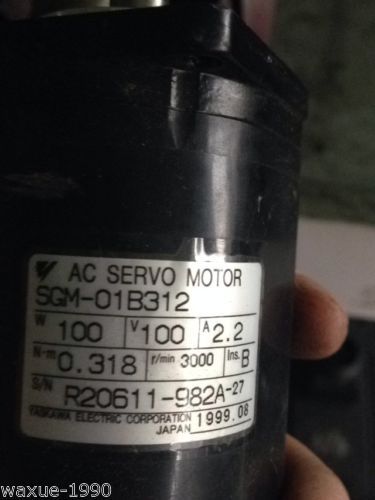 AC SERVO MOTOR
SGM-01B312
W 100 V 100 A 2.2
N·m 0.318 r/min 3000 Ins. B
S/N R20611-982A-27
YASKAWA ELECTRIC CORPORATION 1999.08
JAPAN
waxue-1990